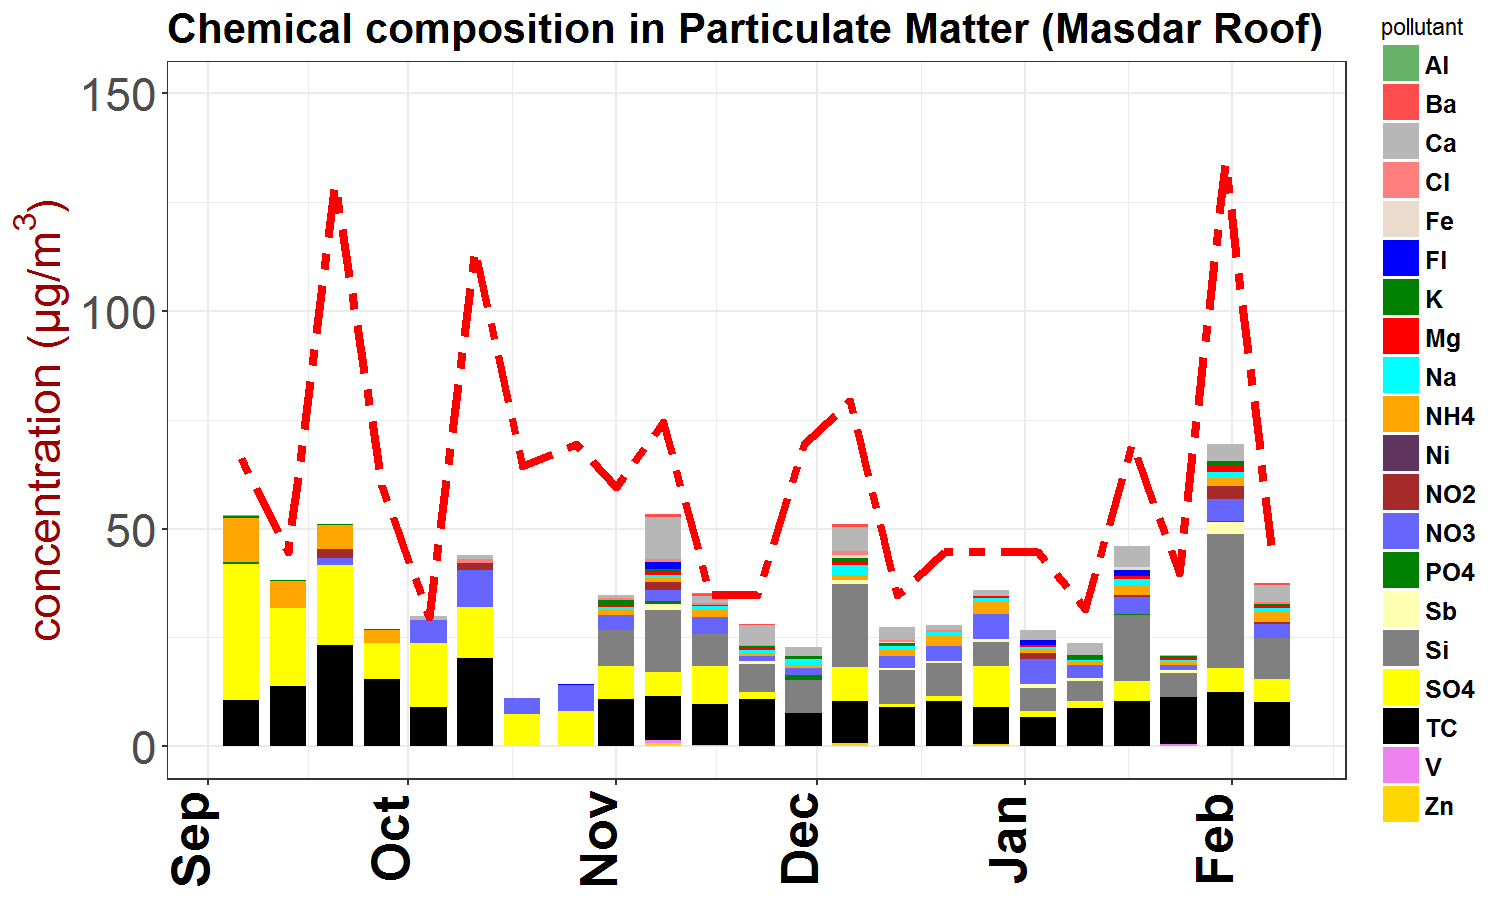 Chemical composition in Particulate Matter (Masdar Roof)
concentration (µg/m³)
150
100
50
0
Sep
Oct
Nov
Dec
Jan
Feb
pollutant
Al
Ba
Ca
Cl
Fe
Fl
K
Mg
Na
NH4
Ni
NO2
NO3
PO4
Sb
Si
SO4
TC
V
Zn